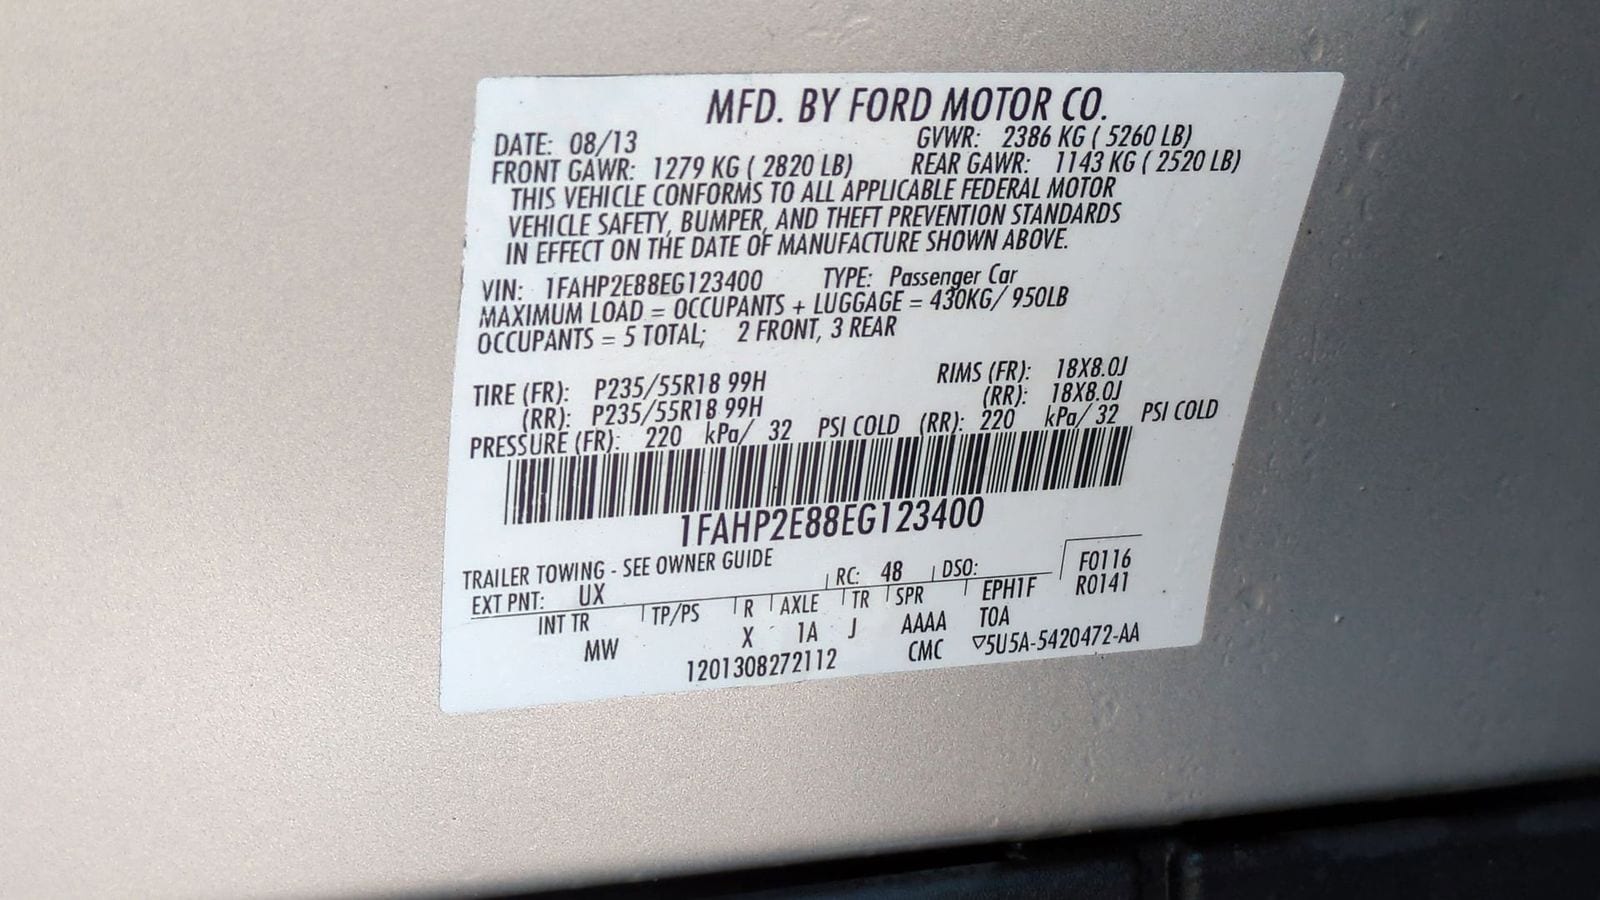 MFD. BY FORD MOTOR CO.
DATE: 08/13 GVWR: 2386 KG ( 5260 LB)
FRONT GAWR: 1279 KG ( 2820 LB) REAR GAWR: 1143 KG ( 2520 LB)
THIS VEHICLE CONFORMS TO ALL APPLICABLE FEDERAL MOTOR
VEHICLE SAFETY, BUMPER, AND THEFT PREVENTION STANDARDS
IN EFFECT ON THE DATE OF MANUFACTURE SHOWN ABOVE.
VIN: 1FAHP2E88EG123400 TYPE: Passenger Car
MAXIMUM LOAD = OCCUPANTS + LUGGAGE = 430KG/ 950LB
OCCUPANTS = 5 TOTAL; 2 FRONT, 3 REAR
TIRE (FR): P235/55R18 99H RIMS (FR): 18X8.0J
(RR): P235/55R18 99H (RR): 18X8.0J
PRESSURE (FR): 220 kPa/ 32 PSI COLD (RR): 220 kPa/ 32 PSI COLD
1FAHP2E88EG123400
TRAILER TOWING - SEE OWNER GUIDE
EXT PNT: UX RC: 48 DSO: F0116
INT TR TP/PS R AXLE TR SPR EPH1F R0141
MW X 1A J AAAA TOA
1201308272112 CMC ▽5U5A-5420472-AA